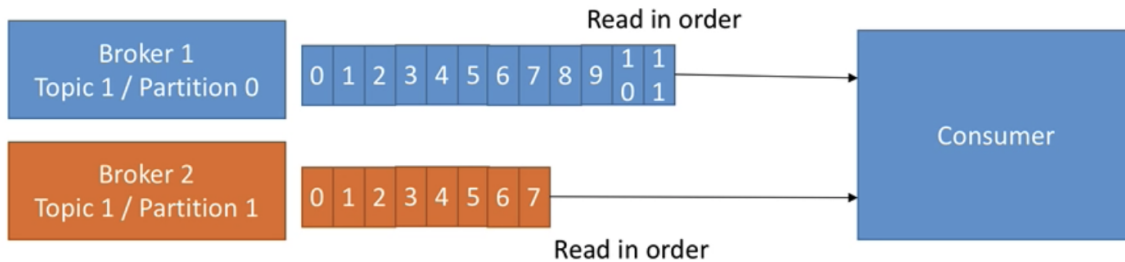 Read in order
Broker 1
Topic 1 / Partition 0
0 1 2 3 4 5 6 7 8 9 10 11
Consumer
Broker 2
Topic 1 / Partition 1
0 1 2 3 4 5 6 7
Read in order